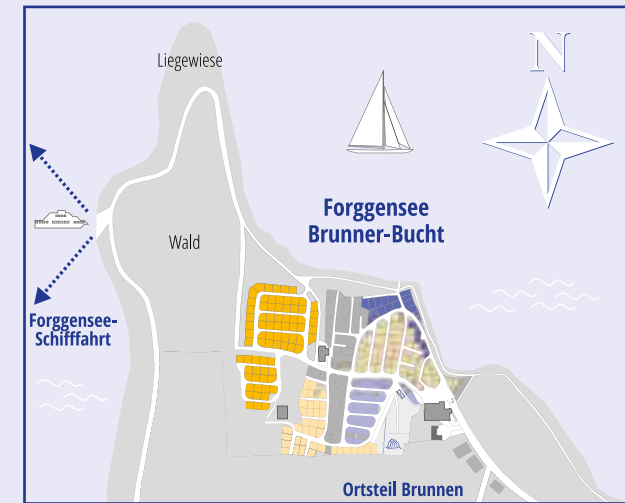 Liegewiese
N
Forggensee
Brunner-Bucht
Wald
Forggensee-
Schifffahrt
Ortsteil Brunnen